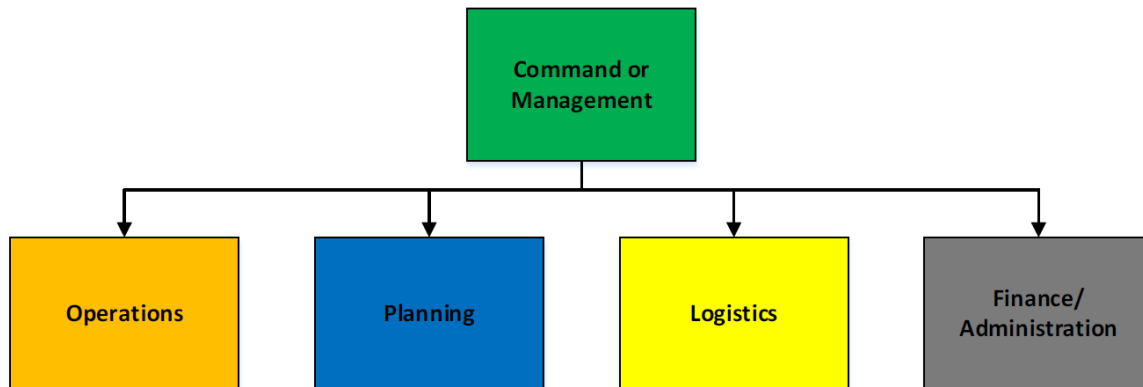 Command or
Management
Operations
Planning
Logistics
Finance/
Administration